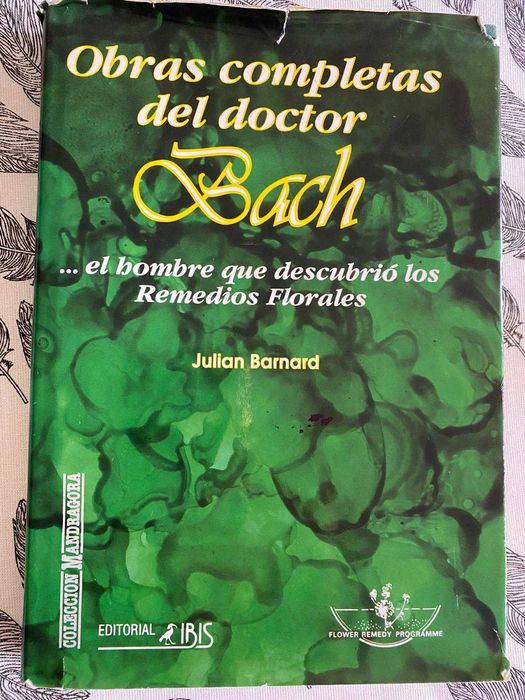 Obras completas
del doctor
Bach
... el hombre que descubrió los
Remedios Florales
Julian Barnard
COLECCION MANDRAGORA
EDITORIAL IBIS
FLOWER REMEDY PROGRAMME